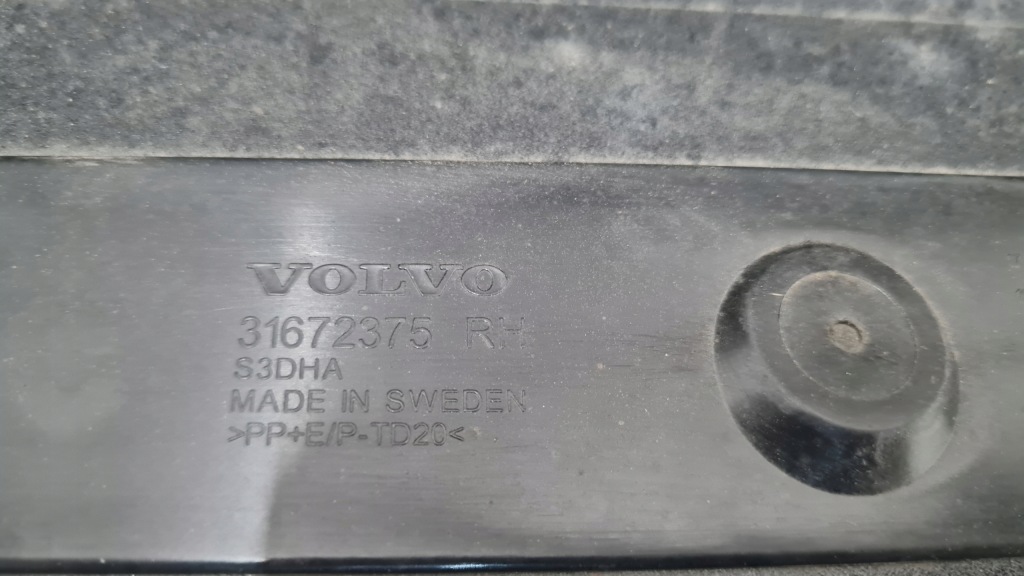 VOLVO
31672375 RH
S3DHA
MADE IN SWEDEN
>PP+E/P-TD20<